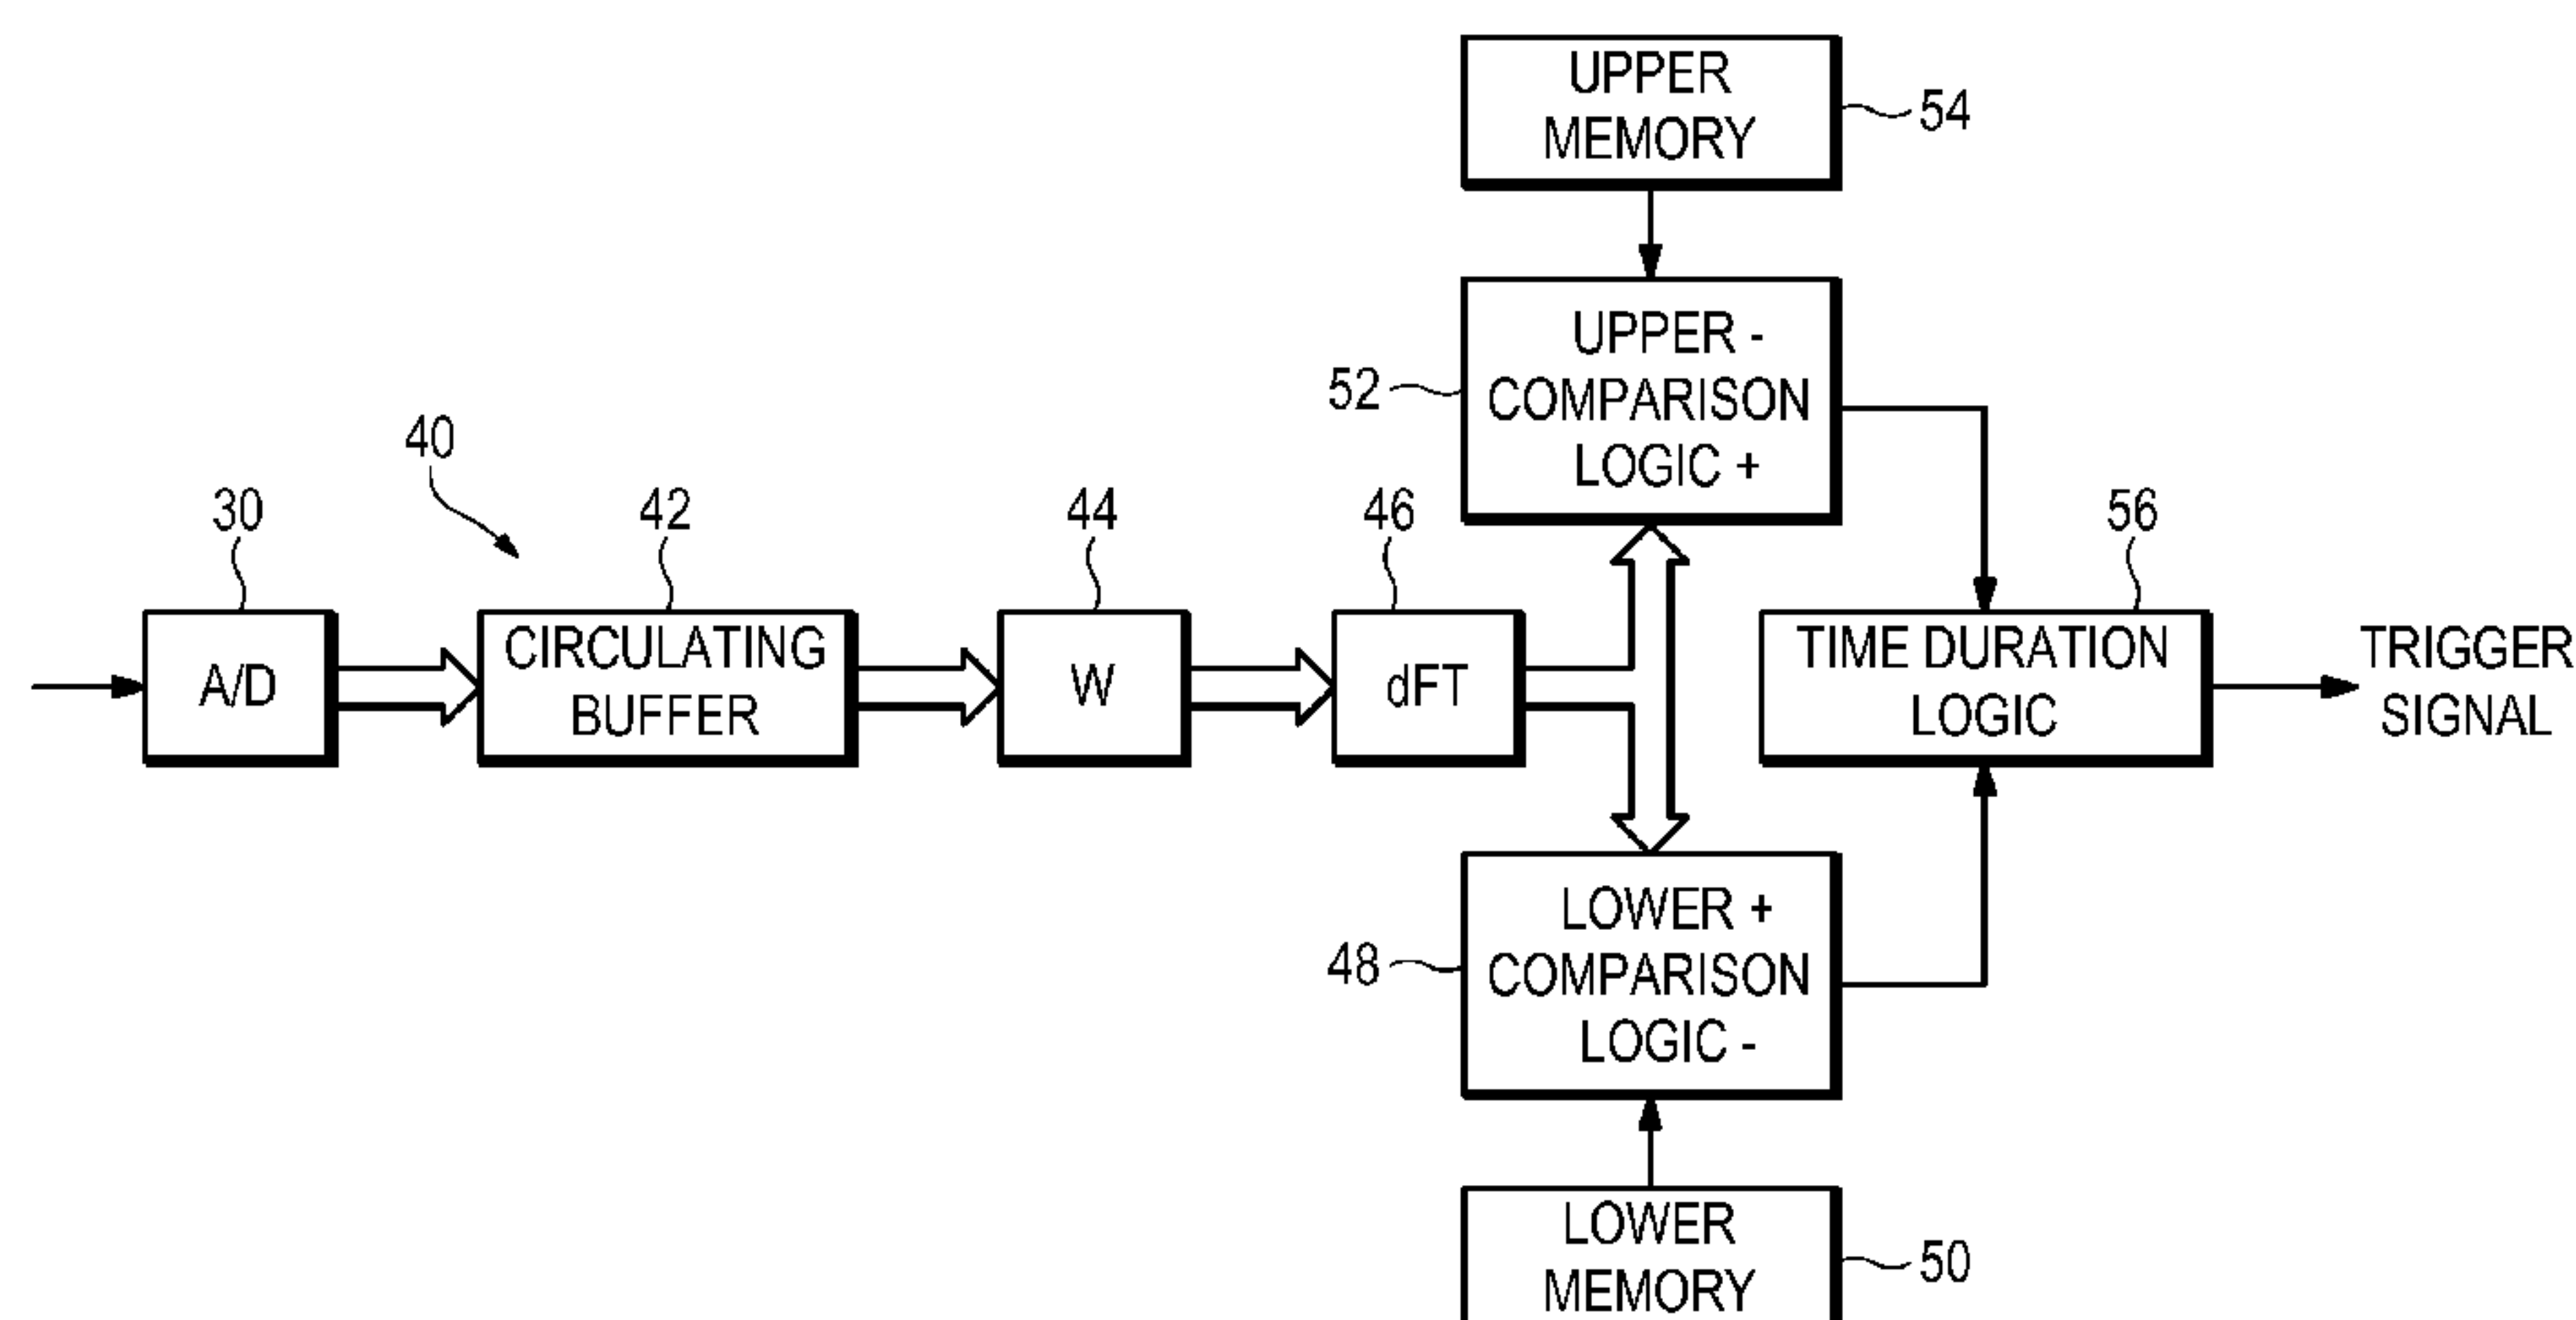 UPPER
MEMORY
54
UPPER -
COMPARISON
LOGIC +
52
40
30
42
44
46
56
A/D
CIRCULATING
BUFFER
W
dFT
TIME DURATION
LOGIC
TRIGGER
SIGNAL
LOWER +
COMPARISON
LOGIC -
48
LOWER
MEMORY
50